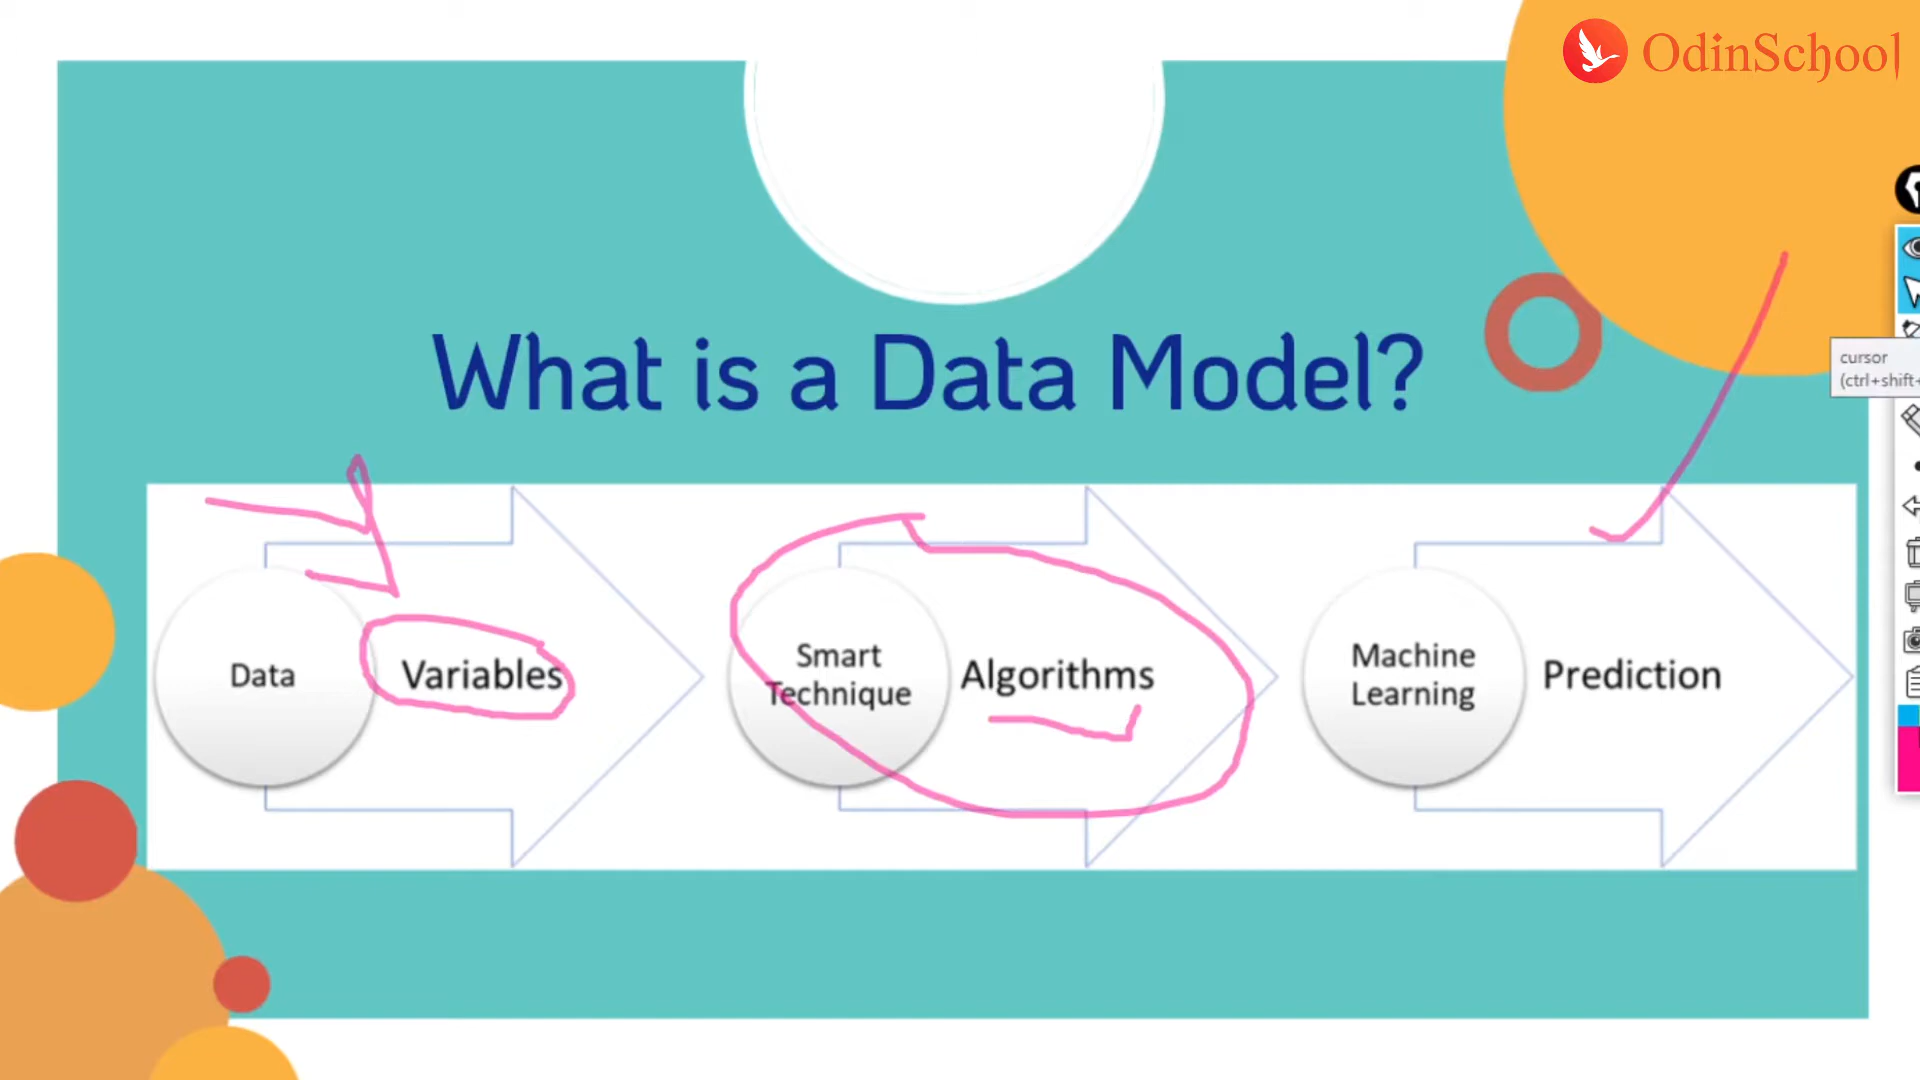 OdinSchool
What is a Data Model?
cursor
(ctrl+shift+
Data
Variables
Smart
Technique
Algorithms
Machine
Learning
Prediction